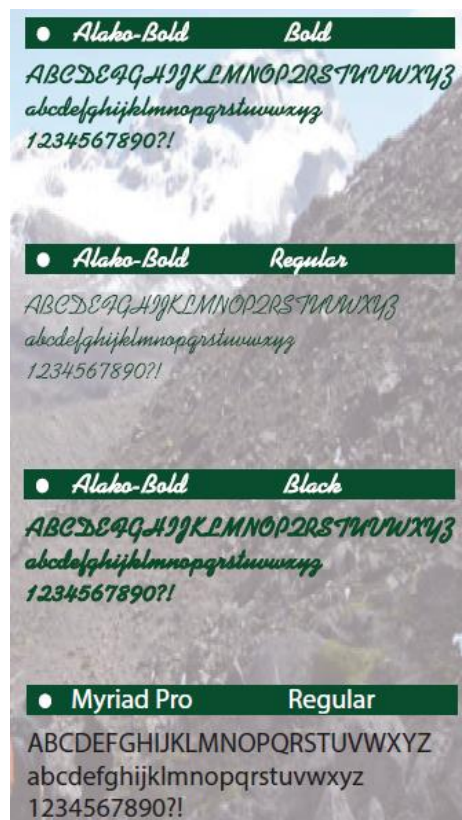 Alako-Bold Bold
ABCDEFGHIJKLMNOPQRSTUVWXYZ
abcdefghijklmnopqrstuvwxyz
1234567890?!
Alako-Bold Regular
ABCDEFGHIJKLMNOPQRSTUVWXYZ
abcdefghijklmnopqrstuvwxyz
1234567890?!
Alako-Bold Black
ABCDEFGHIJKLMNOPQRSTUVWXYZ
abcdefghijklmnopqrstuvwxyz
1234567890?!
Myriad Pro Regular
ABCDEFGHIJKLMNOPQRSTUVWXYZ
abcdefghijklmnopqrstuvwxyz
1234567890?!